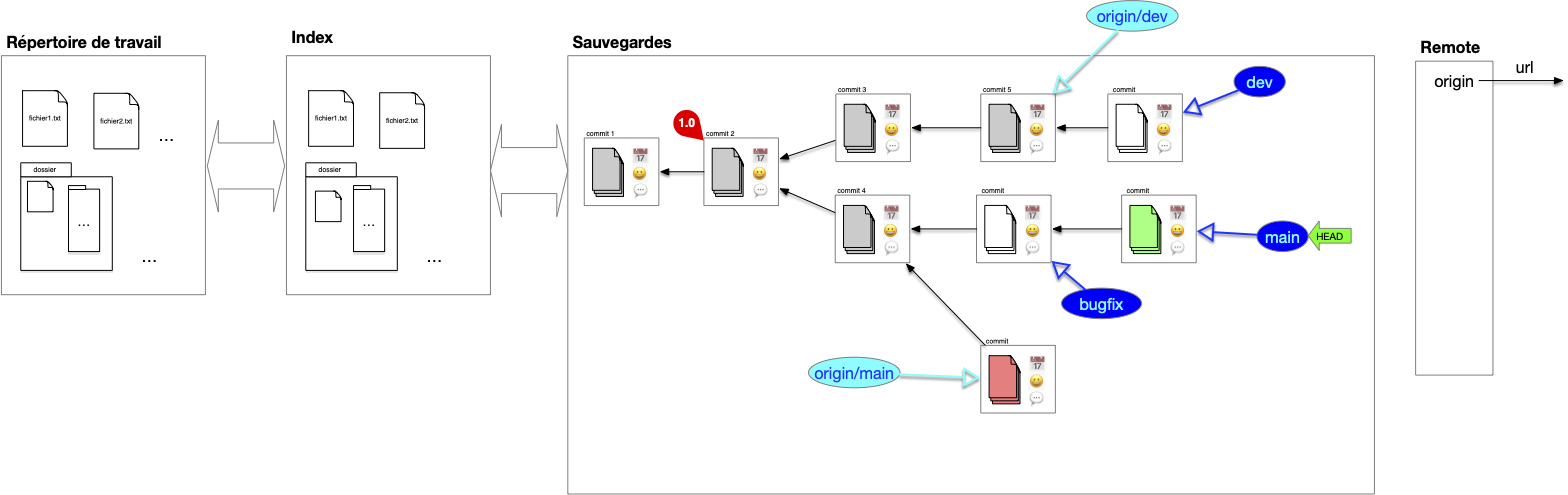 Répertoire de travail
fichier1.txt
fichier2.txt
...
dossier
...
...
Index
fichier1.txt
fichier2.txt
dossier
...
...
Sauvegardes
origin/dev
dev
1.0
commit 1
17
commit 2
17
commit 3
17
commit 5
17
commit
17
commit 4
17
commit
17
commit
17
main
HEAD
bugfix
commit
17
origin/main
Remote
origin
url